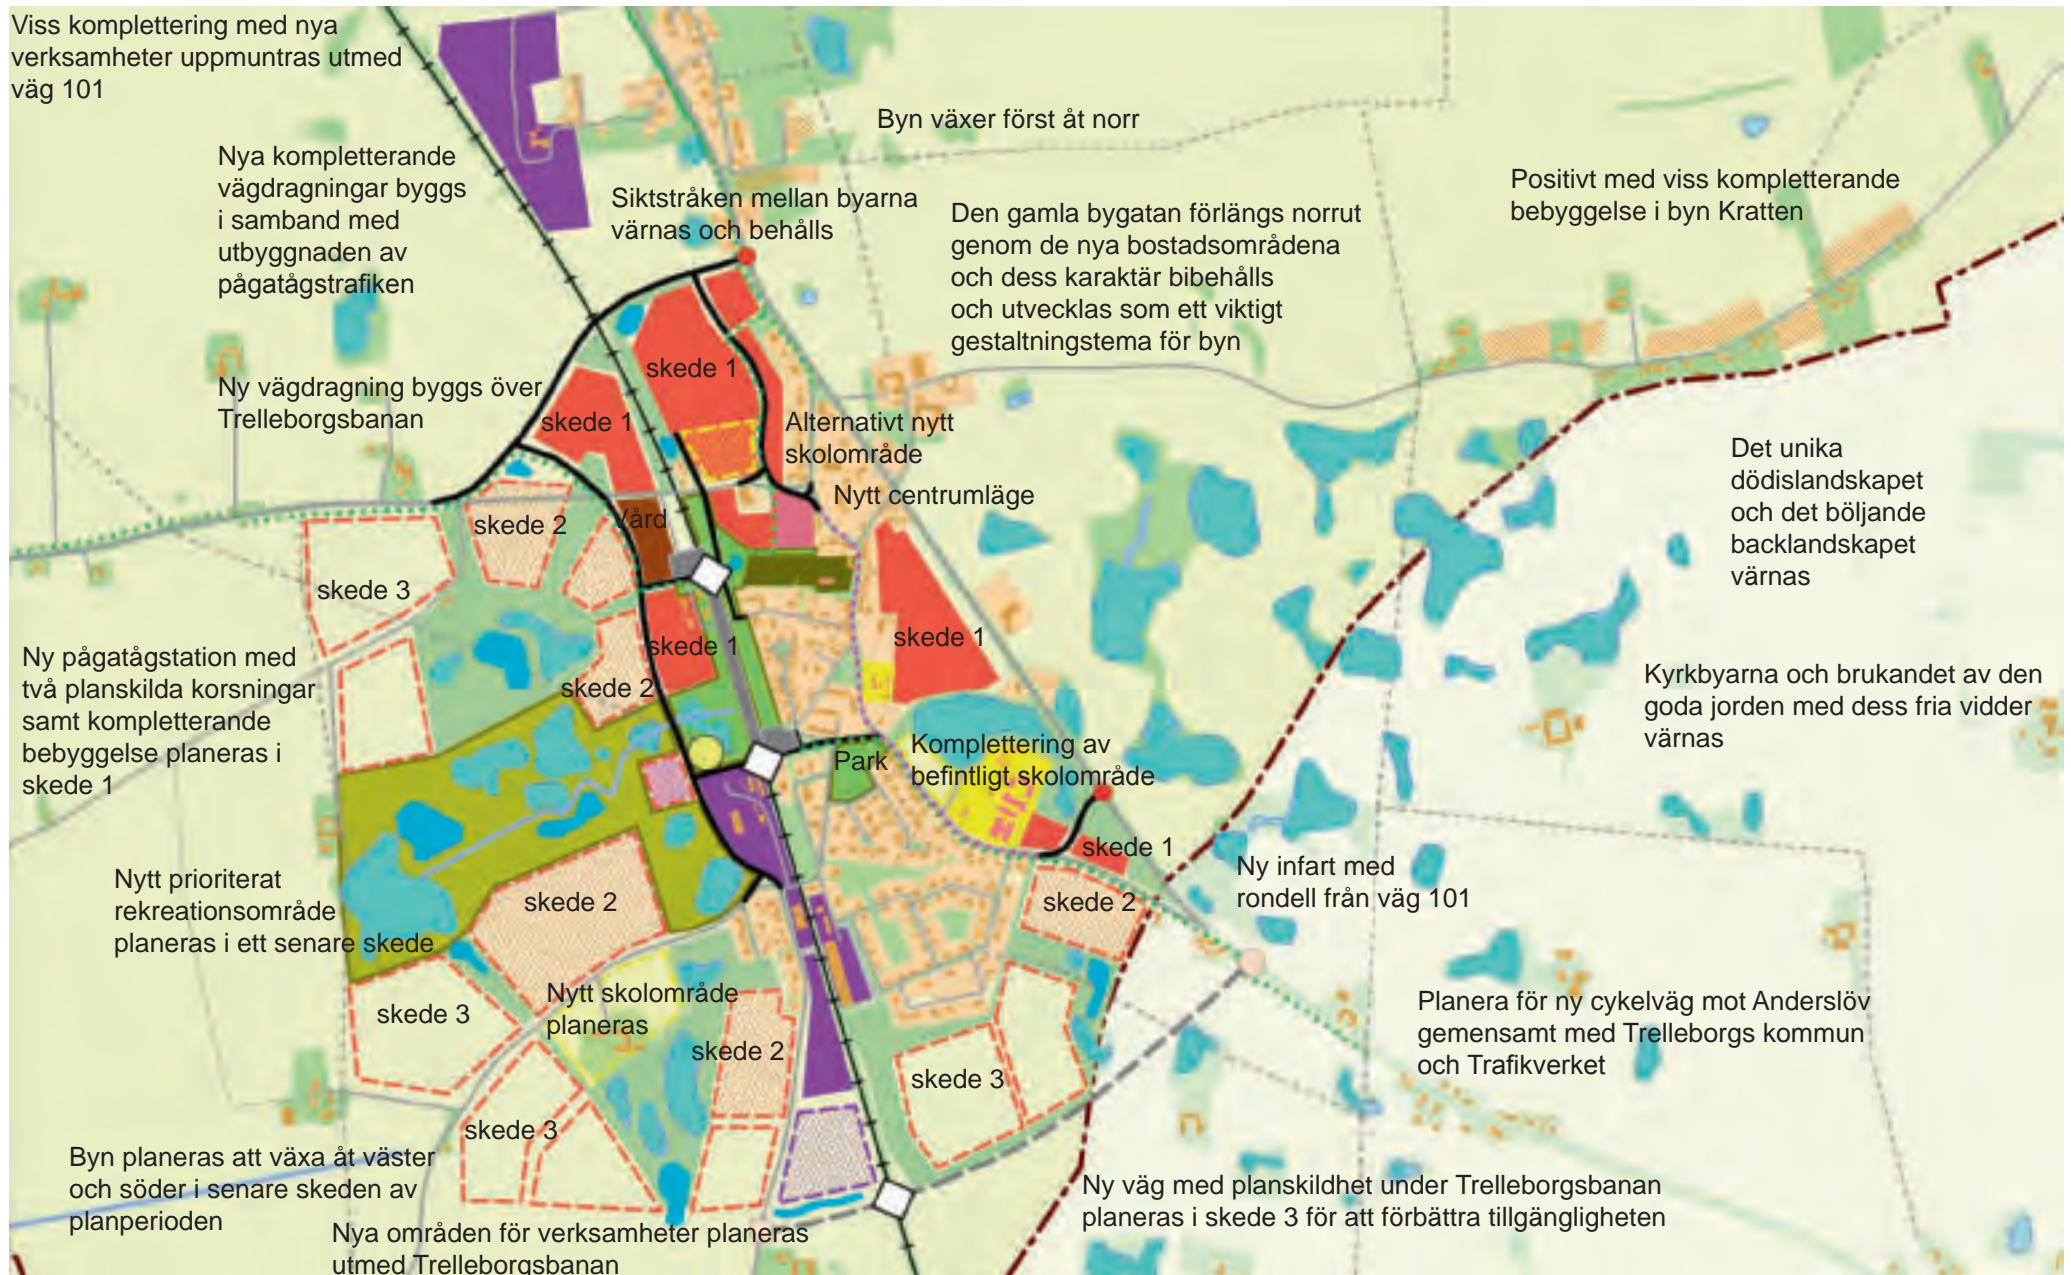 Viss komplettering med nya
verksamheter uppmuntras utmed
väg 101
Byn växer först åt norr
Nya kompletterande
vägdragningar byggs
i samband med
utbyggnaden av
pågatågstrafiken
Siktstråken mellan byarna
värnas och behålls
Den gamla bygatan förlängs norrut
genom de nya bostadsområdena
och dess karaktär bibehålls
och utvecklas som ett viktigt
gestaltningstema för byn
Positivt med viss kompletterande
bebyggelse i byn Kratten
skede 1
Ny vägdragning byggs över
Trelleborgsbanan
skede 1
Alternativt nytt
skolområde
Nytt centrumläge
Det unika
dödislandskapet
och det böljande
backlandskapet
värnas
skede 2
Vård
skede 3
skede 1
skede 1
skede 2
Ny pågatågstation med
två planskilda korsningar
samt kompletterande
bebyggelse planeras i
skede 1
Kyrkbyarna och brukandet av den
goda jorden med dess fria vidder
värnas
Park
Komplettering av
befintligt skolområde
skede 1
Nytt prioriterat
rekreationsområde
planeras i ett senare skede
skede 2
skede 2
Ny infart med
rondell från väg 101
skede 3
Nytt skolområde
planeras
skede 2
skede 3
Planera för ny cykelväg mot Anderslöv
gemensamt med Trelleborgs kommun
och Trafikverket
skede 3
Byn planeras att växa åt väster
och söder i senare skeden av
planperioden
Ny väg med planskildhet under Trelleborgsbanan
planeras i skede 3 för att förbättra tillgängligheten
Nya områden för verksamheter planeras
utmed Trelleborgsbanan